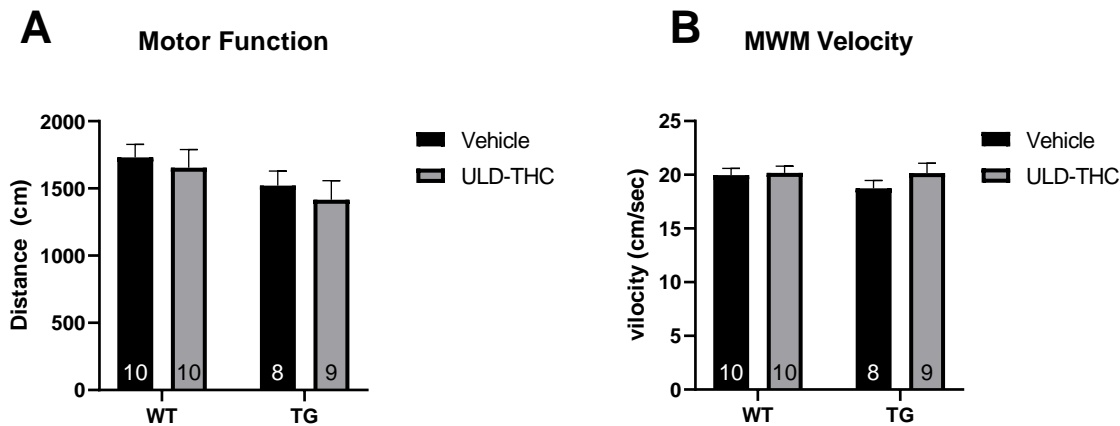 A
Motor Function
Distance (cm)
2000
1500
1000
500
0
10
10
8
9
WT
TG
Vehicle
ULD-THC
B
MWM Velocity
vilocity (cm/sec)
25
20
15
10
5
0
10
10
8
9
WT
TG
Vehicle
ULD-THC